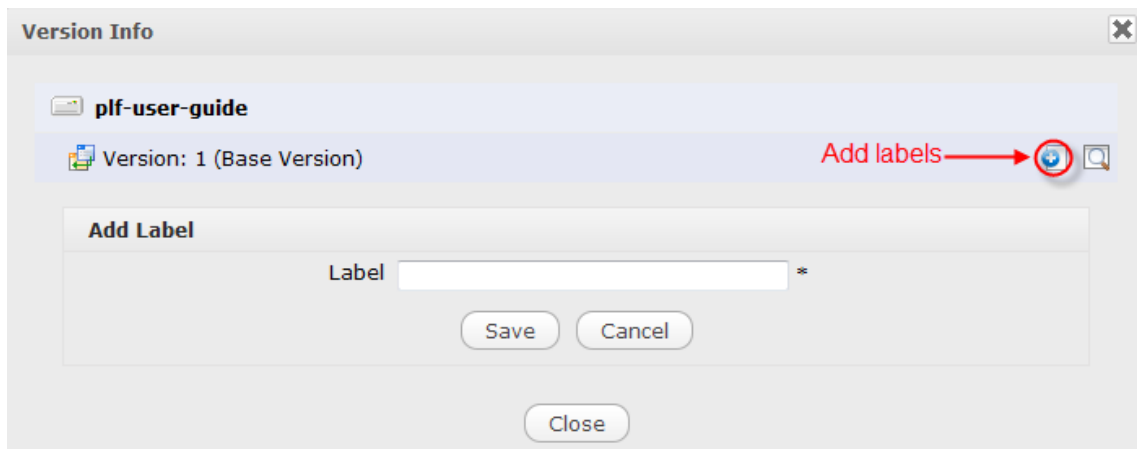 Version Info
plf-user-guide
Version: 1 (Base Version)
Add labels
Add Label
Label *
Save Cancel
Close